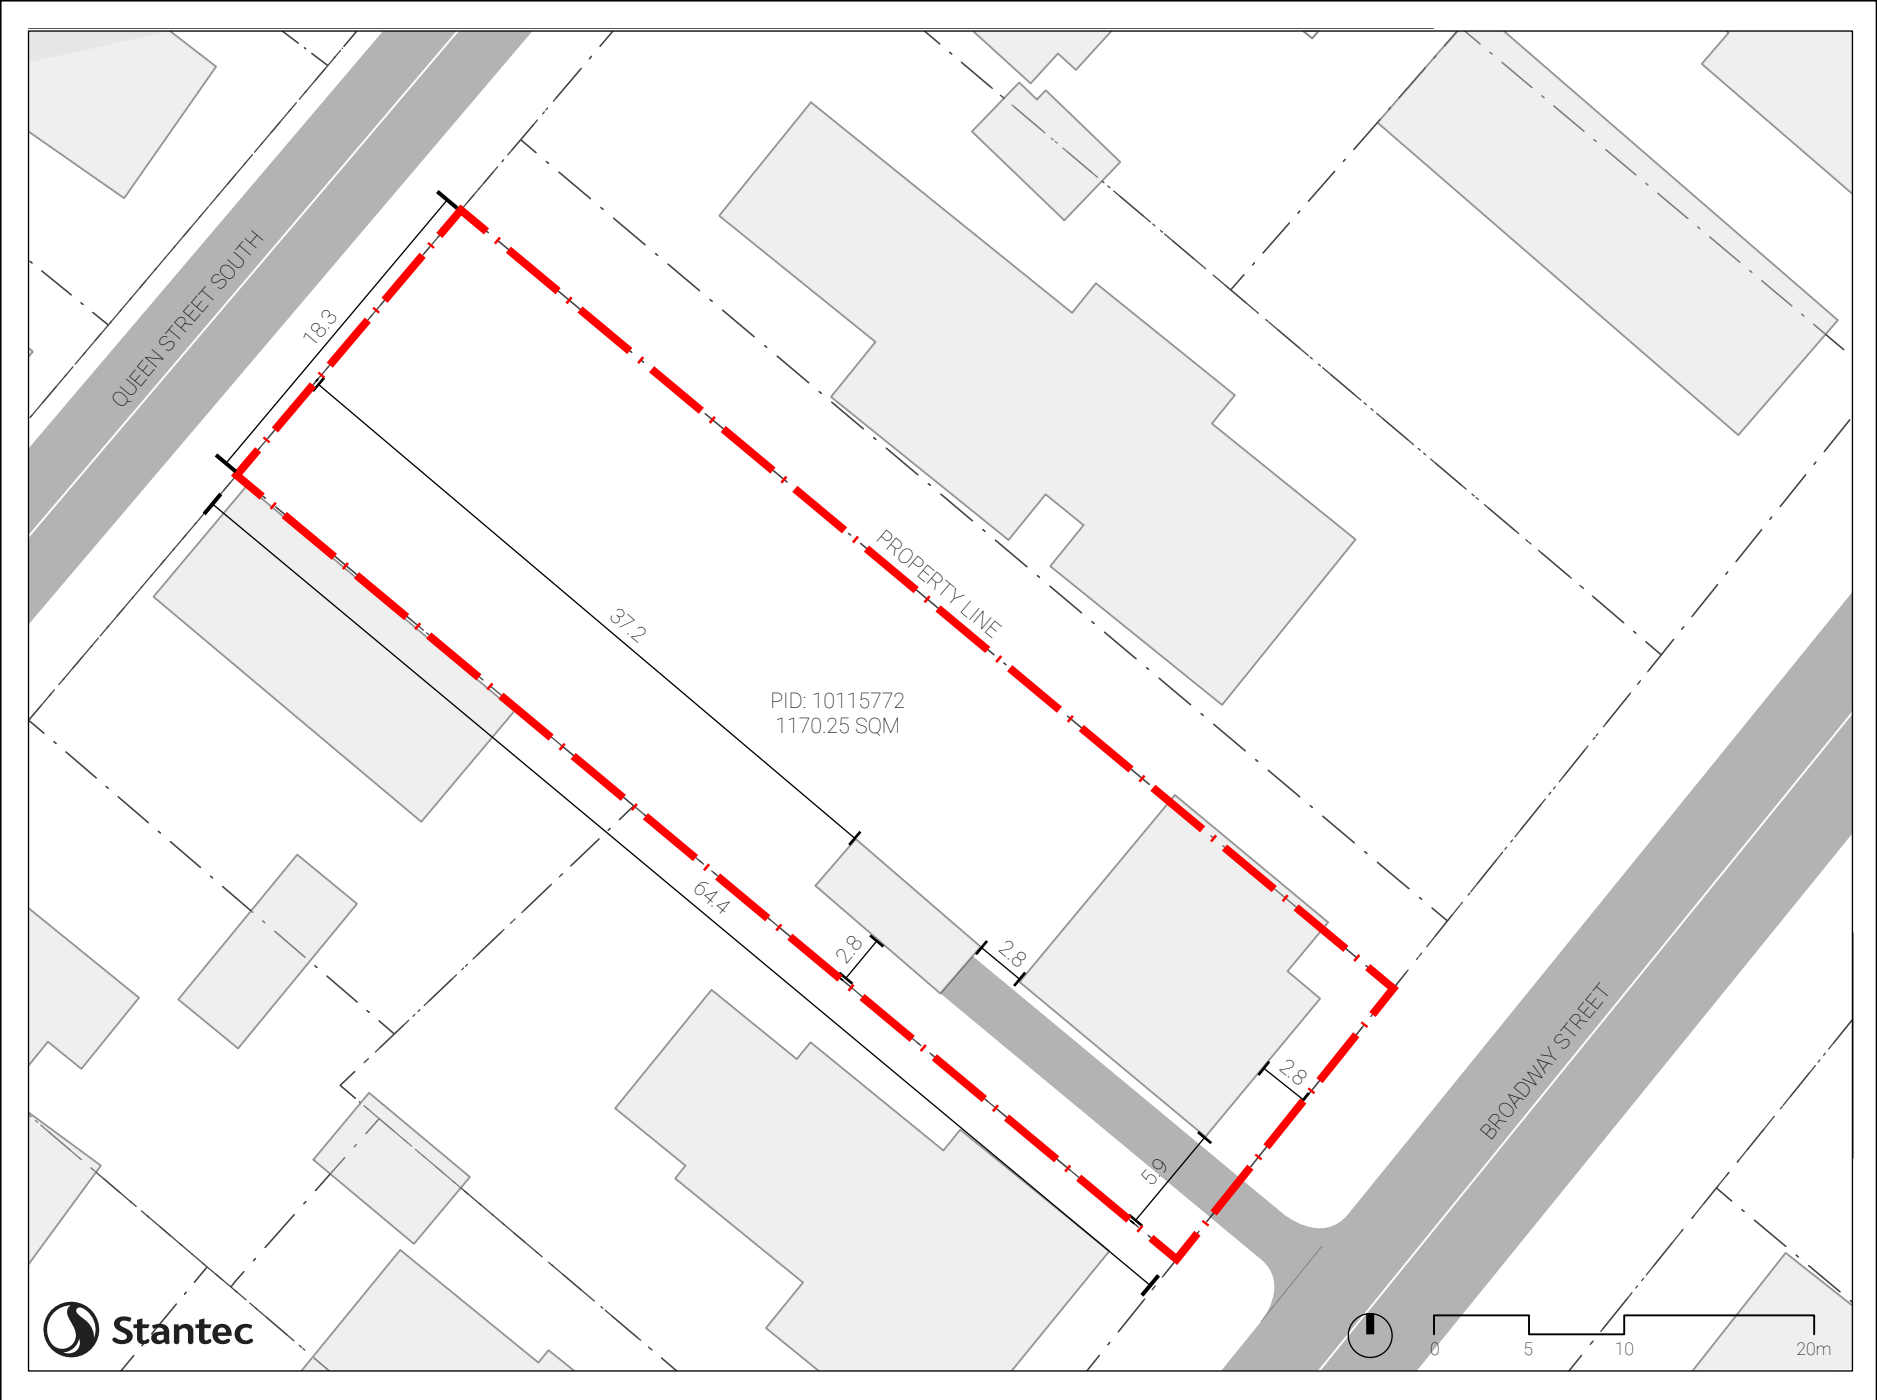 QUEEN STREET SOUTH
18.3
37.2
PROPERTY LINE
PID: 10115772
1170.25 SQM
64.4
2.8
2.8
2.8
5.9
BROADWAY STREET
Stantec
0 5 10 20m